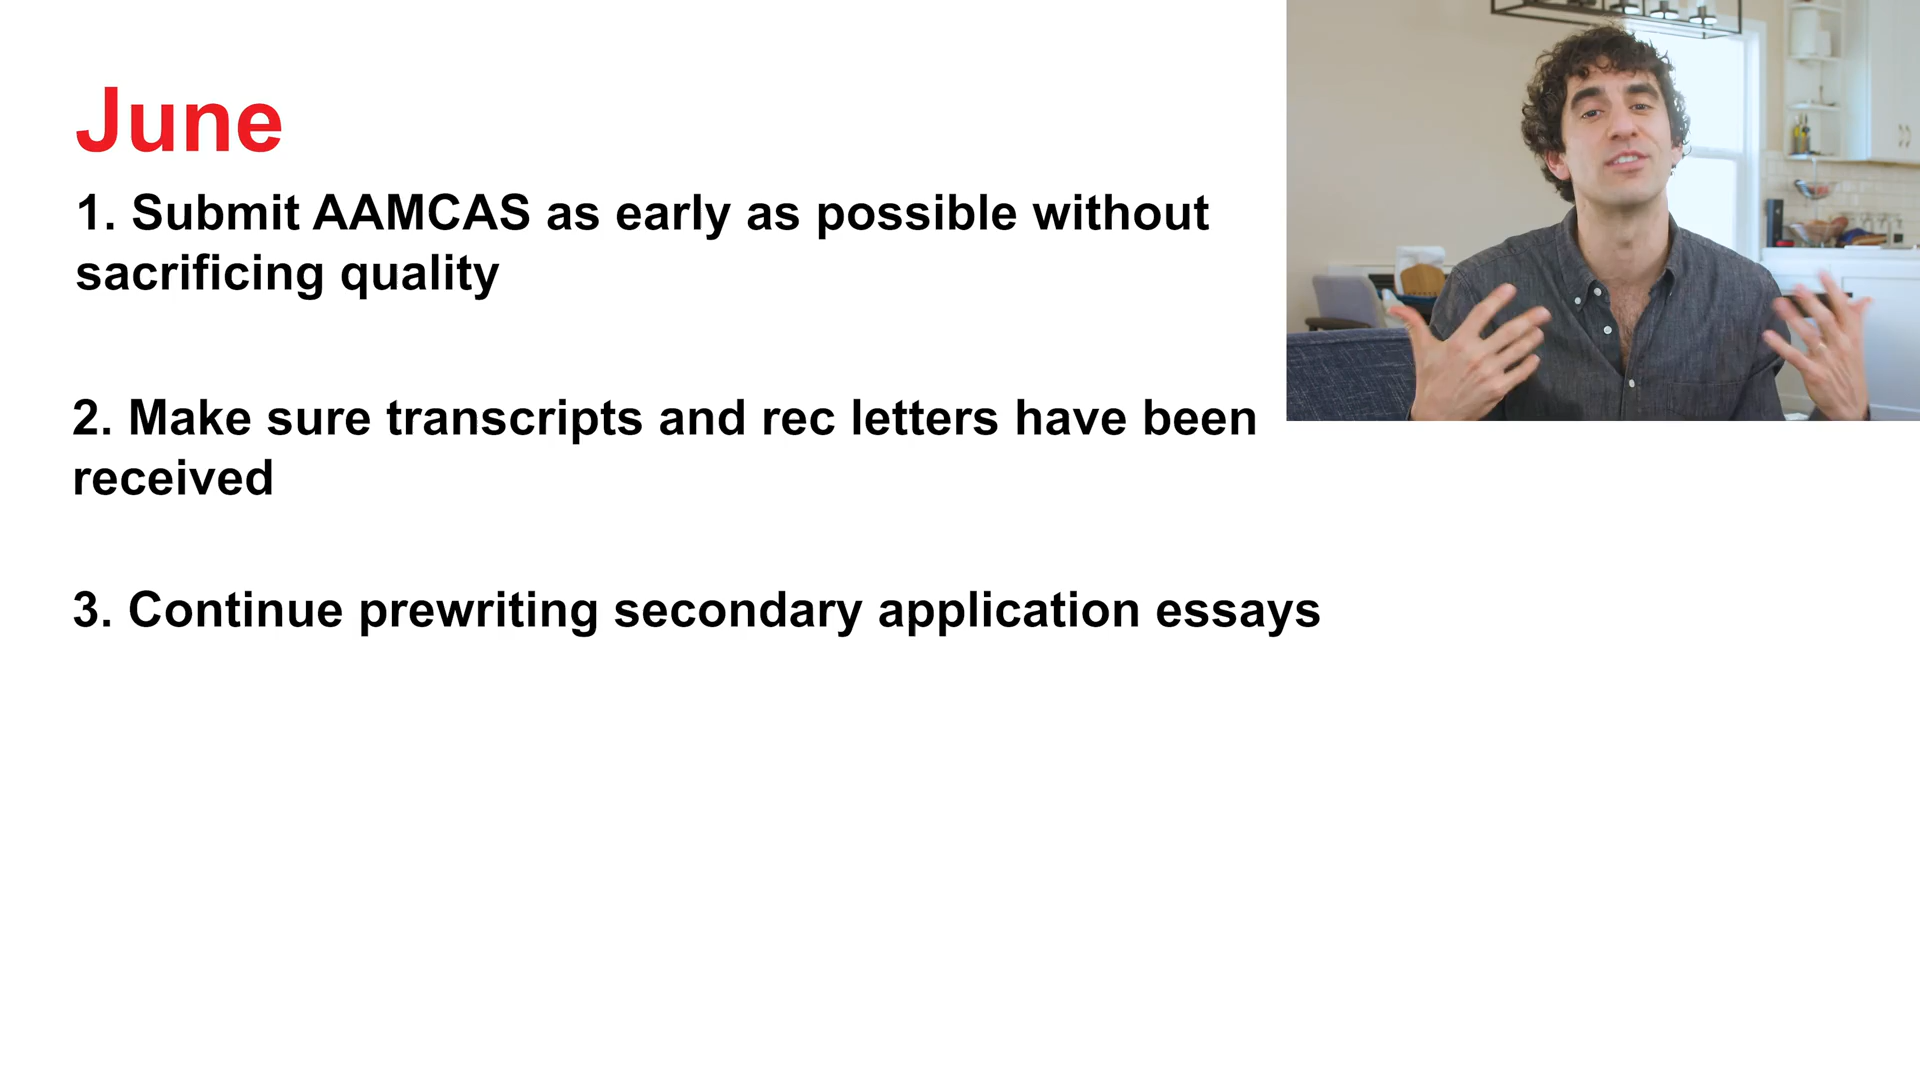 June
1. Submit AAMCAS as early as possible without
sacrificing quality
2. Make sure transcripts and rec letters have been
received
3. Continue prewriting secondary application essays